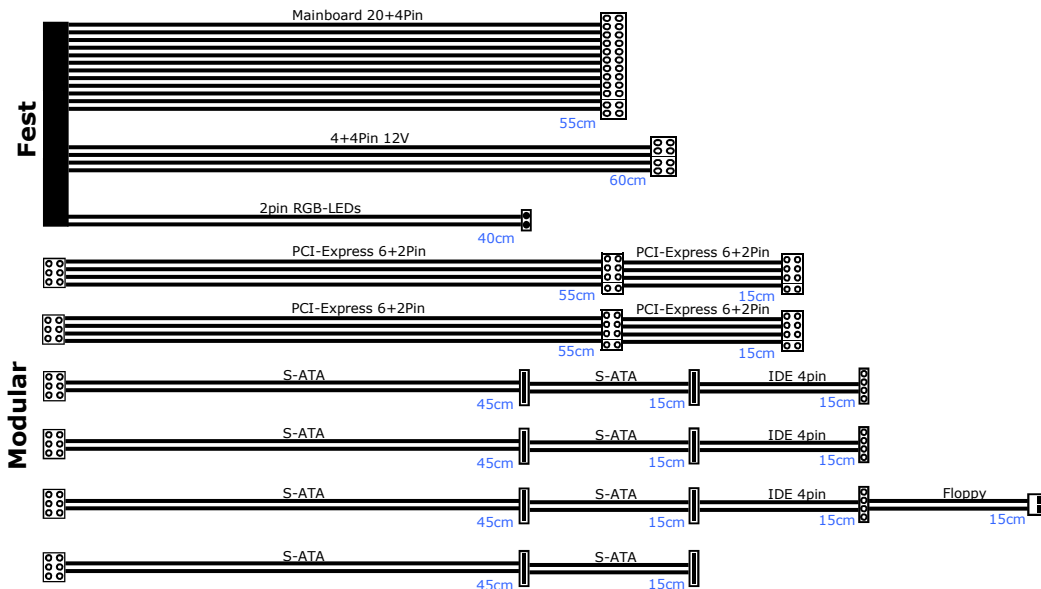 Mainboard 20+4Pin
55cm
Fest
4+4Pin 12V
60cm
2pin RGB-LEDs
40cm
PCI-Express 6+2Pin PCI-Express 6+2Pin
55cm 15cm
PCI-Express 6+2Pin PCI-Express 6+2Pin
55cm 15cm
Modular
S-ATA S-ATA IDE 4pin
45cm 15cm 15cm
S-ATA S-ATA IDE 4pin
45cm 15cm 15cm
S-ATA S-ATA IDE 4pin Floppy
45cm 15cm 15cm 15cm
S-ATA S-ATA
45cm 15cm